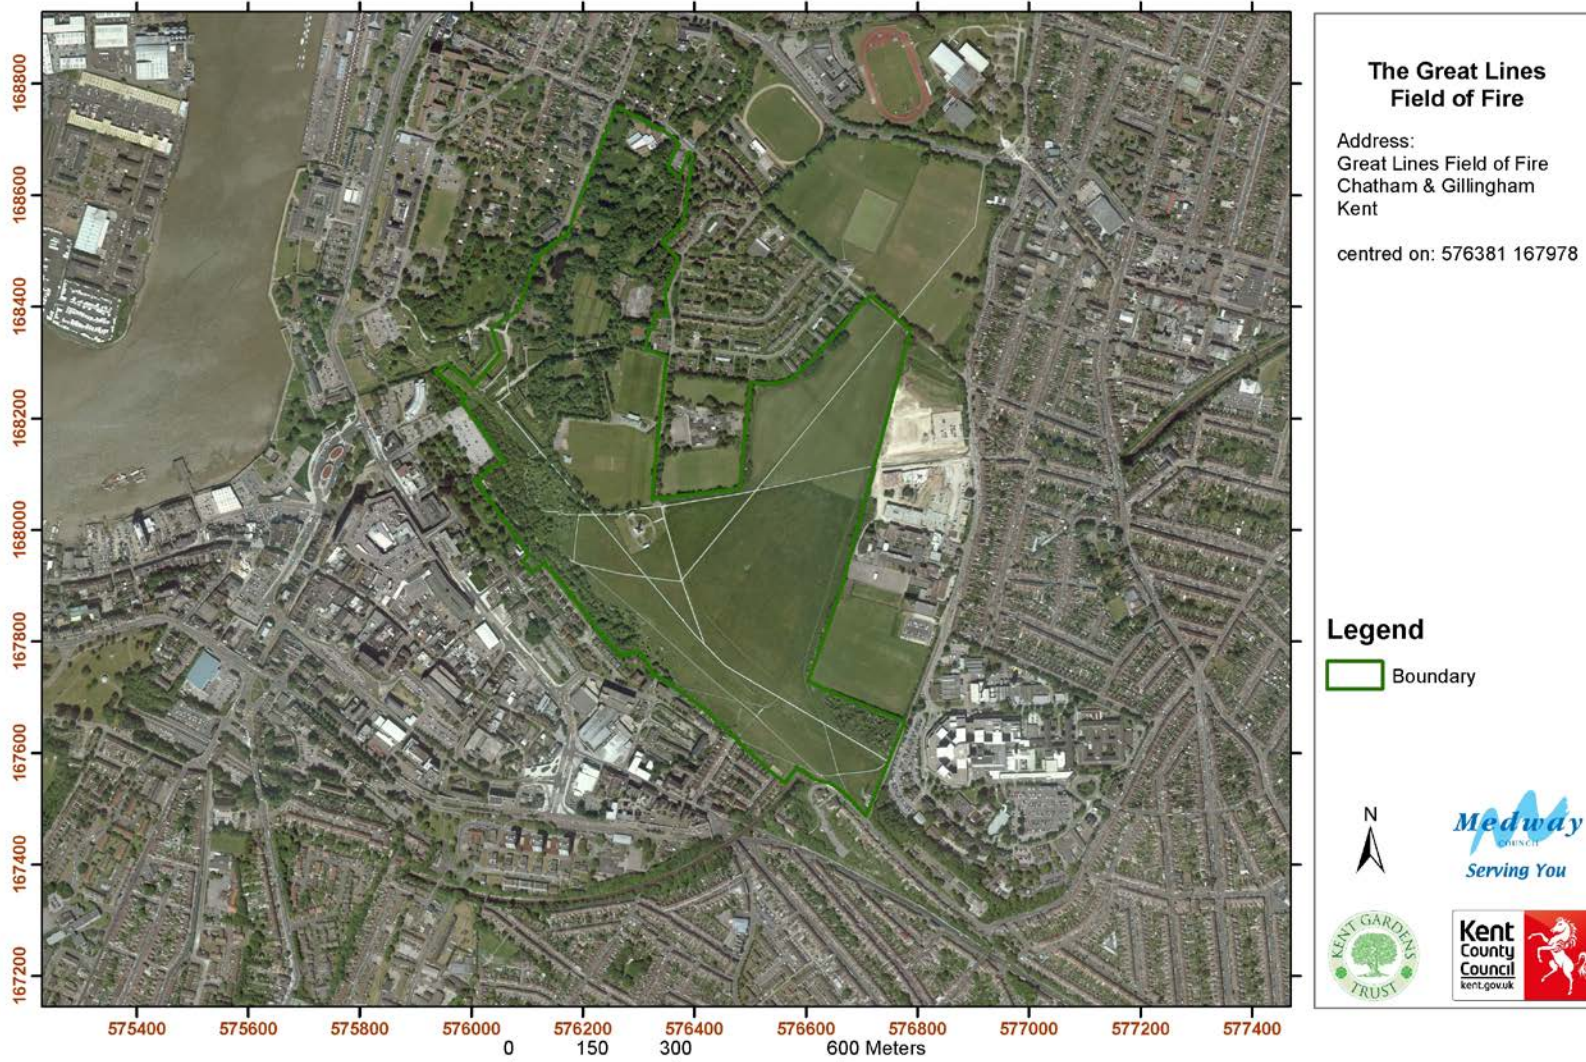 The Great Lines
Field of Fire
Address:
Great Lines Field of Fire
Chatham & Gillingham
Kent
centred on: 576381 167978
Legend
Boundary
N
Medway
COUNCIL
Serving You
KENT GARDENS
TRUST
Kent
County
Council
kent.gov.uk
168800
168600
168400
168200
168000
167800
167600
167400
167200
575400 575600 575800 576000 576200 576400 576600 576800 577000 577200 577400
0 150 300 600 Meters